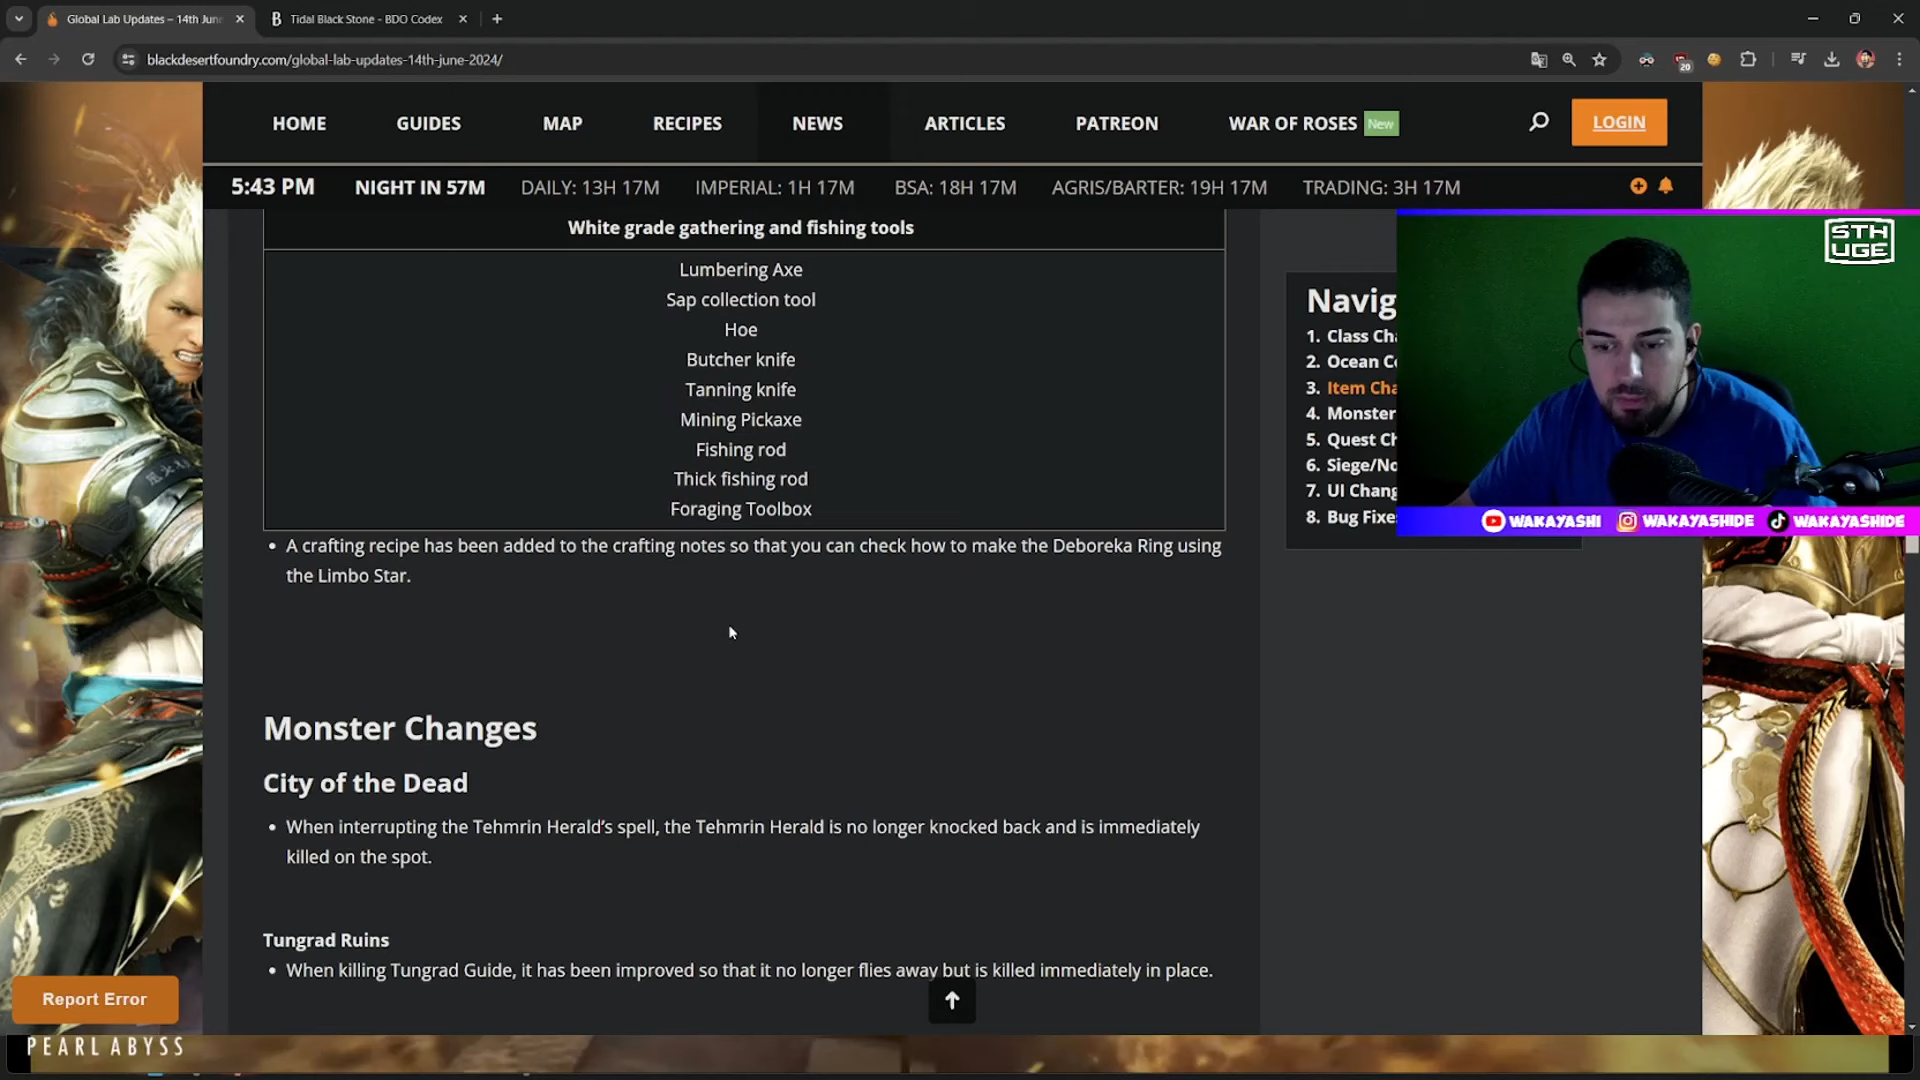 Global Lab Updates – 14th June
Tidal Black Stone - BDO Codex
blackdesertfoundry.com/global-lab-updates-14th-june-2024/
20
HOME
GUIDES
MAP
RECIPES
NEWS
ARTICLES
PATREON
WAR OF ROSES New
LOGIN
5:43 PM
NIGHT IN 57M
DAILY: 13H 17M
IMPERIAL: 1H 17M
BSA: 18H 17M
AGRIS/BARTER: 19H 17M
TRADING: 3H 17M
White grade gathering and fishing tools
Lumbering Axe
Sap collection tool
Hoe
Butcher knife
Tanning knife
Mining Pickaxe
Fishing rod
Thick fishing rod
Foraging Toolbox
• A crafting recipe has been added to the crafting notes so that you can check how to make the Deboreka Ring using
the Limbo Star.
Monster Changes
City of the Dead
• When interrupting the Tehmrin Herald’s spell, the Tehmrin Herald is no longer knocked back and is immediately
killed on the spot.
Tungrad Ruins
• When killing Tungrad Guide, it has been improved so that it no longer flies away but is killed immediately in place.
Navig
1. Class Cha
2. Ocean Co
3. Item Cha
4. Monster
5. Quest Ch
6. Siege/No
7. UI Chang
8. Bug Fixe
STH
UGE
WAKAYASHI
WAKAYASHIDE
WAKAYASHIDE
Report Error
PEARL ABYSS